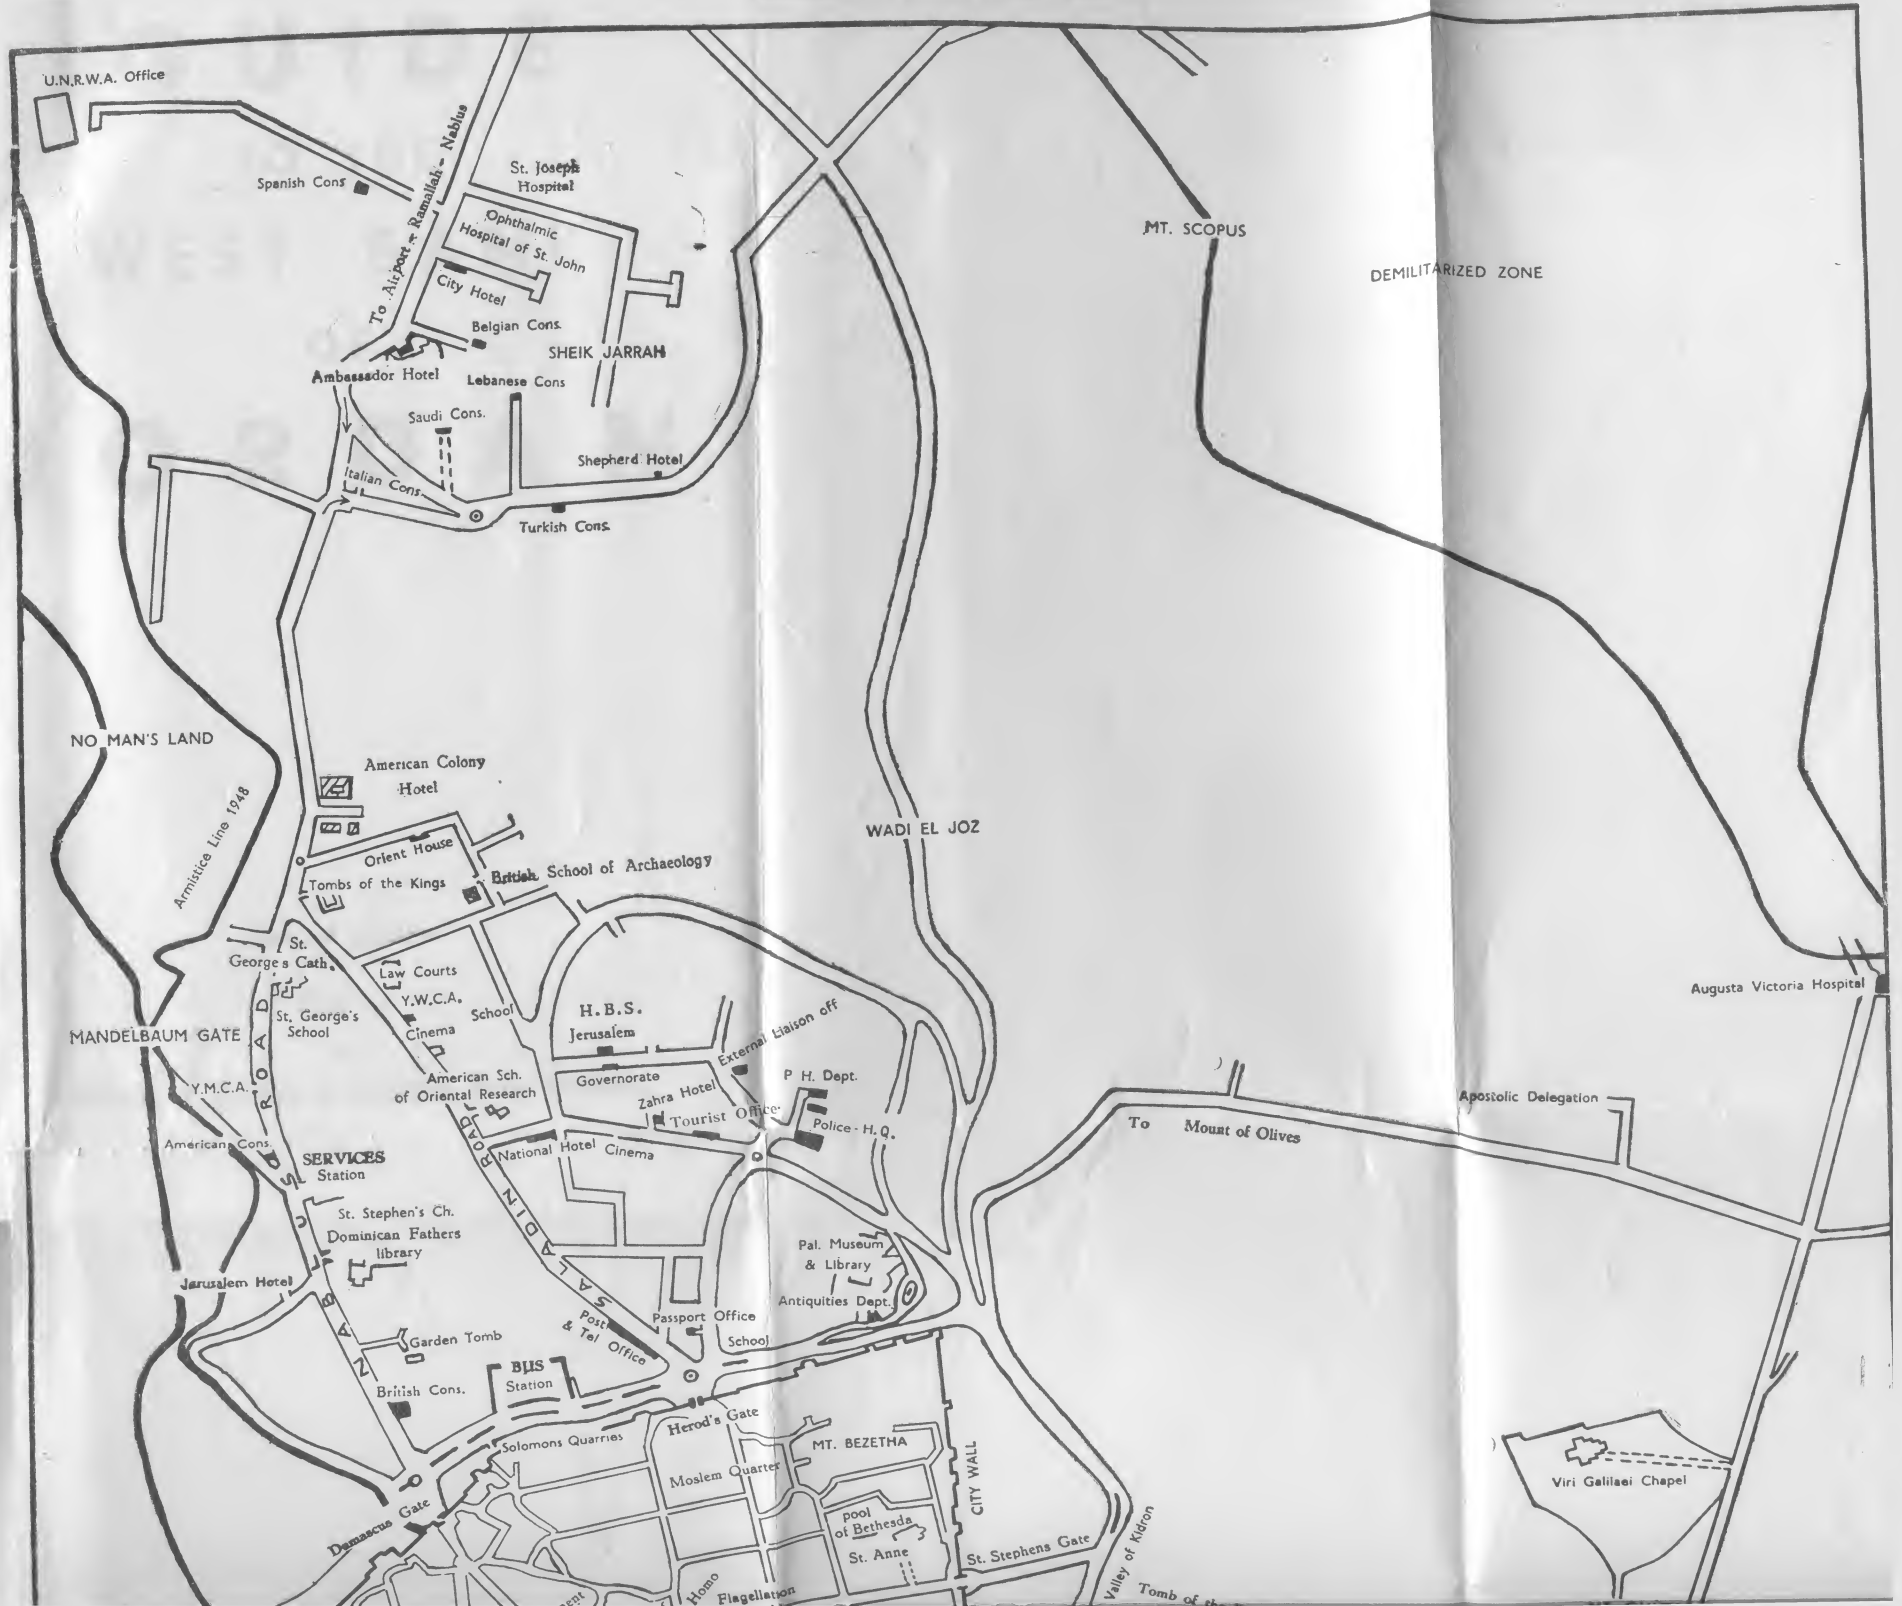 U.N.R.W.A. Office
Spanish Cons
To Airport - Ramallah - Nablus
St. Joseph
Hospital
Ophthalmic
Hospital of St. John
City Hotel
Belgian Cons.
SHEIK JARRAH
Ambassador Hotel
Lebanese Cons
Saudi Cons.
Shepherd Hotel
Italian Cons.
Turkish Cons.
MT. SCOPUS
DEMILITARIZED ZONE
NO MAN'S LAND
Armistice Line 1948
American Colony
Hotel
WADI EL JOZ
Orient House
Tombs of the Kings
British School of Archaeology
St.
George's Cath.
Law Courts
Y.W.C.A.
St. George's
School
Cinema
School
H.B.S.
Jerusalem
External Liaison off
Augusta Victoria Hospital
MANDELBAUM GATE
Y.M.C.A.
American Sch.
of Oriental Research
Governorate
Zahra Hotel
P H. Dept.
Tourist Office
Police - H.Q.
To Mount of Olives
Apostolic Delegation
American Cons.
SERVICES
Station
National Hotel
Cinema
NABLUS ROAD
SALADIN ROAD
St. Stephen's Ch.
Dominican Fathers
library
Jerusalem Hotel
Pal. Museum
& Library
Antiquities Dept.
Passport Office
Post
& Tel Office
School
Garden Tomb
BUS
Station
British Cons.
Solomons Quarries
Herod's Gate
MT. BEZETHA
Moslem Quarter
CITY WALL
Damascus Gate
pool
of Bethesda
St. Anne
St. Stephens Gate
Valley of Kidron
Viri Galilaei Chapel
Homo
Flagellation
Tomb of the